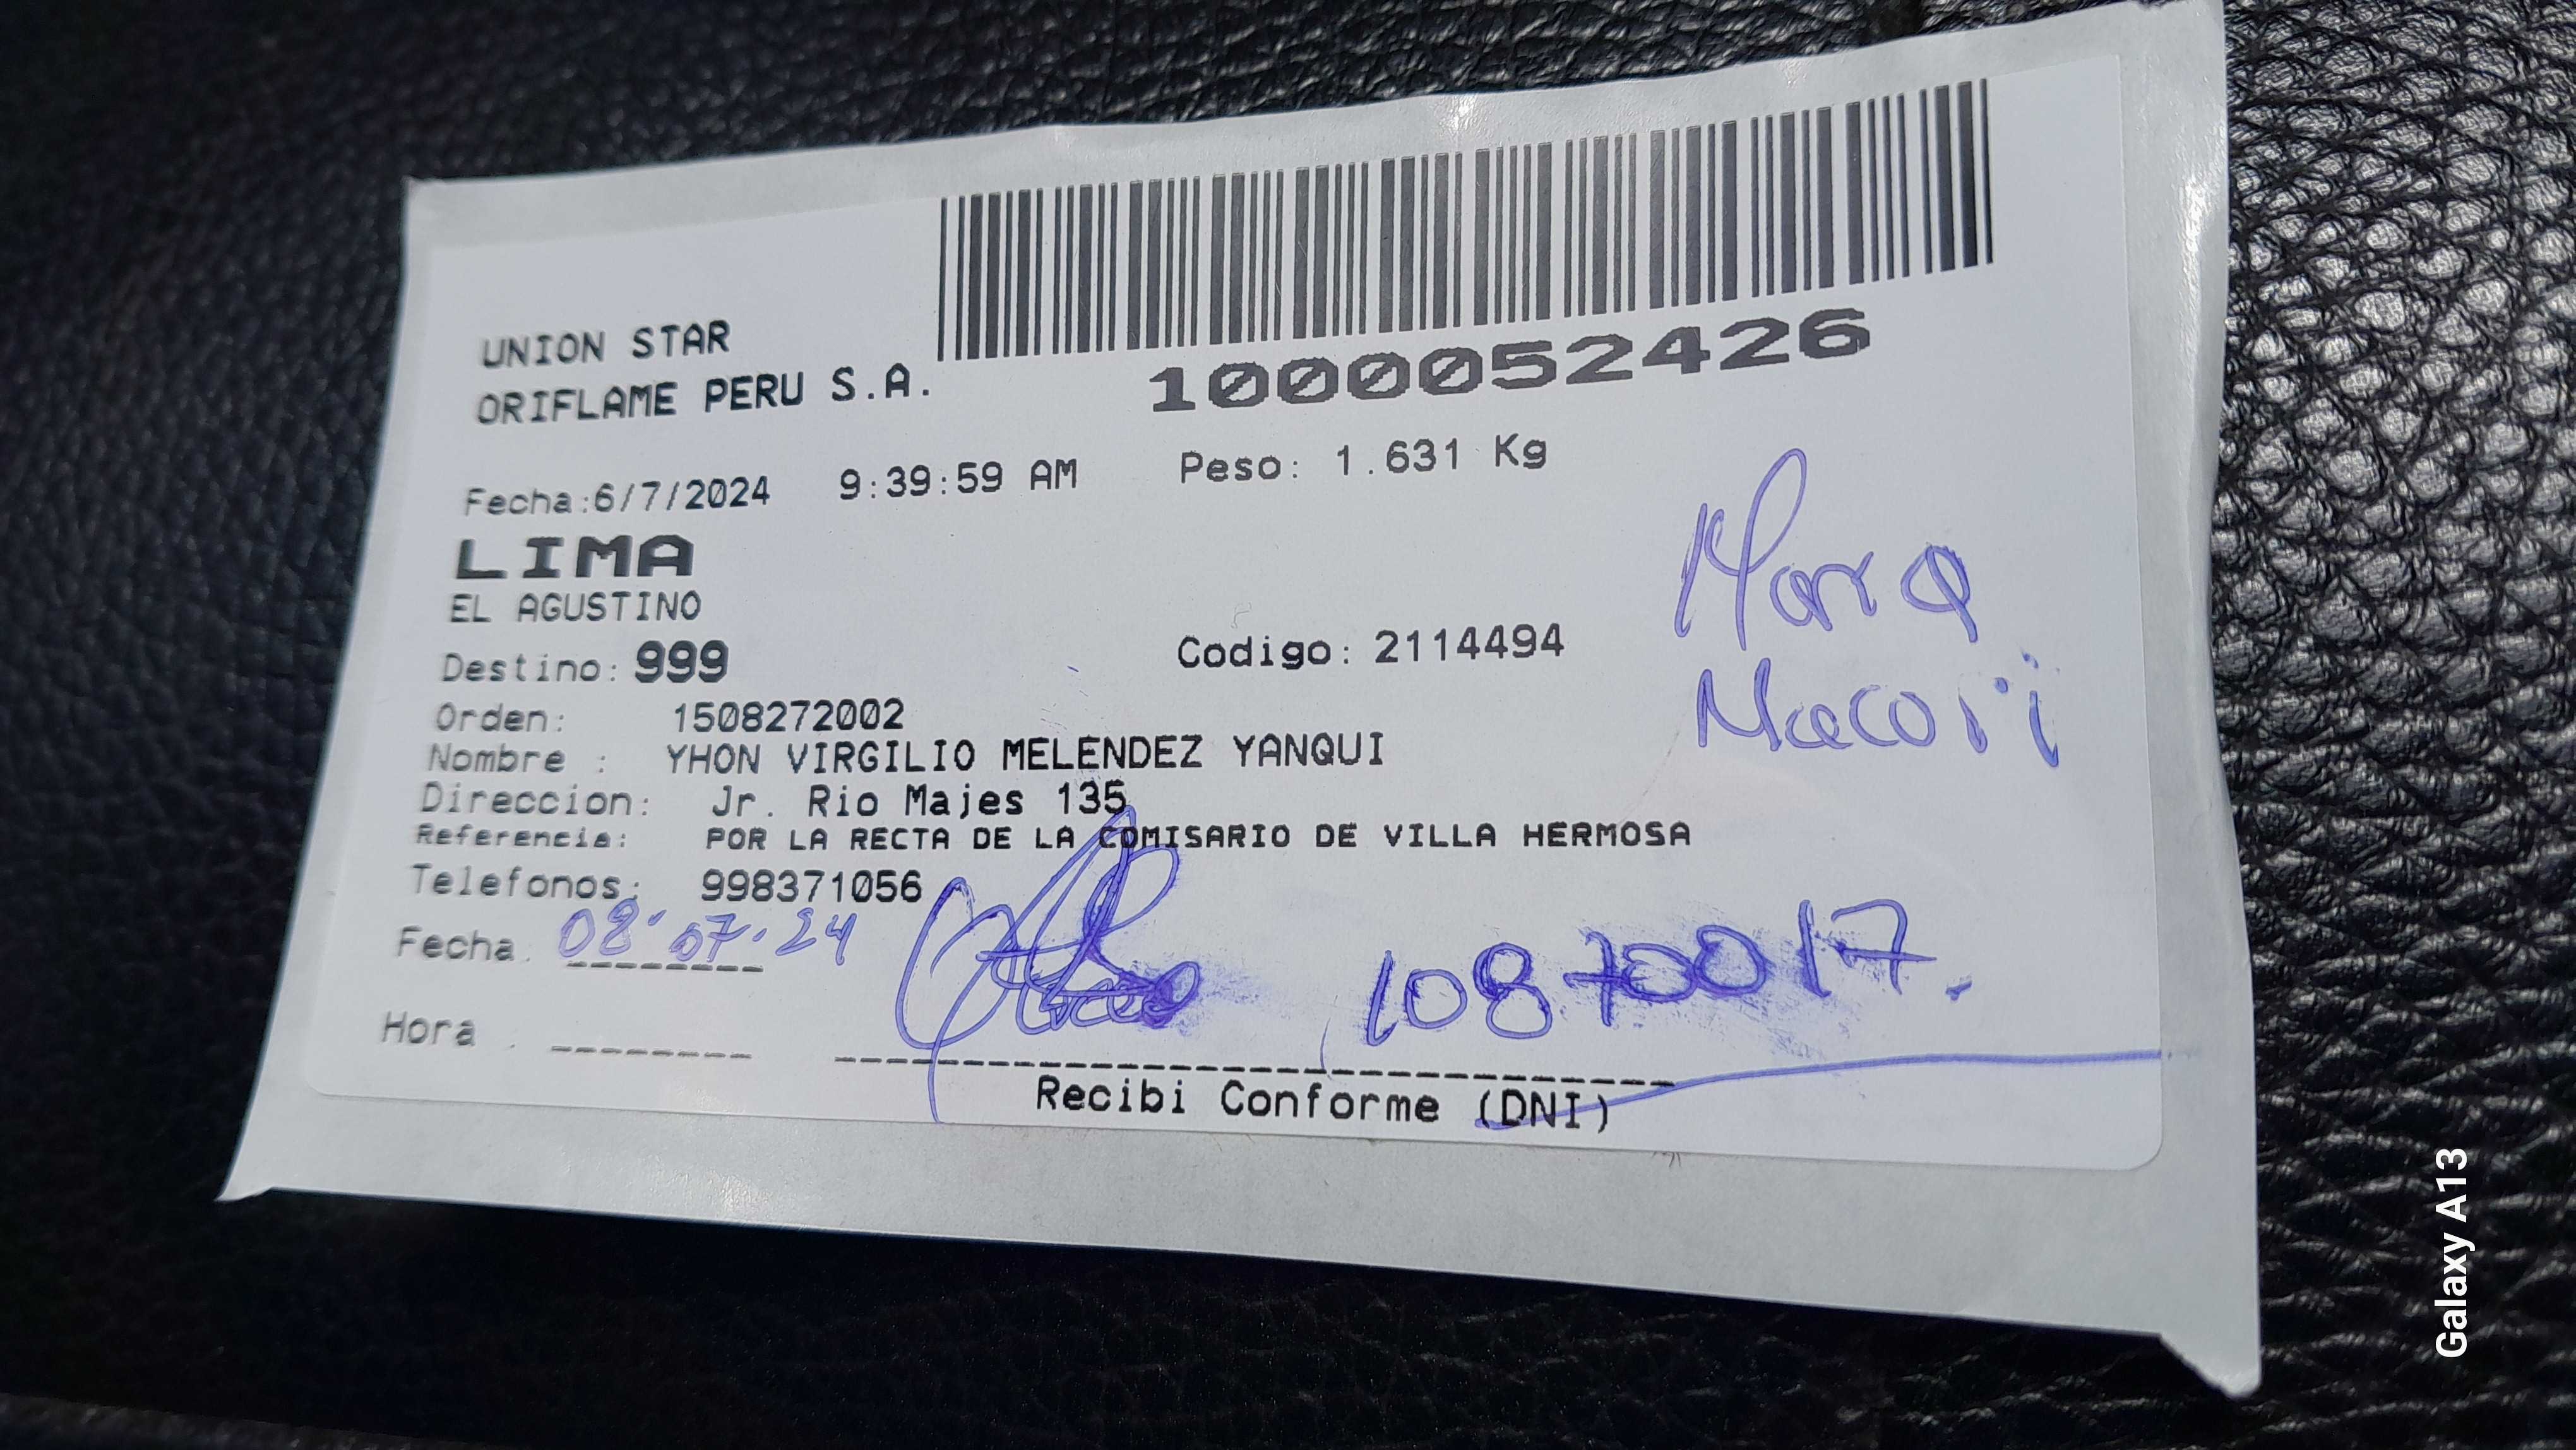 UNION STAR
ORIFLAME PERU S.A.
1000052426
Fecha:6/7/2024 9:39:59 AM Peso: 1.631 Kg
LIMA
EL AGUSTINO
Destino: 999 Codigo: 2114494
Maria
Macori
Orden: 1508272002
Nombre : YHON VIRGILIO MELENDEZ YANQUI
Direccion: Jr. Rio Majes 135
Referencia: POR LA RECTA DE LA COMISARIO DE VILLA HERMOSA
Telefonos: 998371056
Fecha. 08.07.24
10870017.
Hora .
Recibi Conforme (DNI)
Galaxy A13